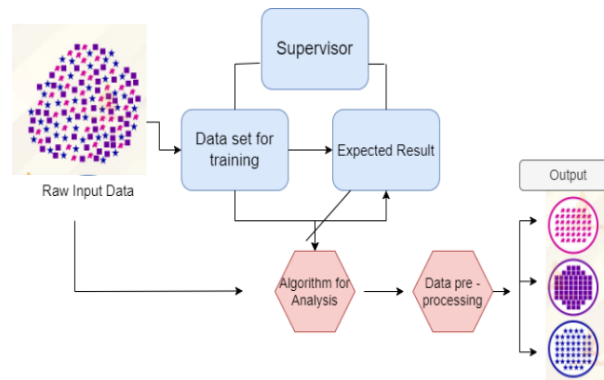 Supervisor
Data set for
training
Expected Result
Raw Input Data
Output
Algorithm for
Analysis
Data pre -
processing